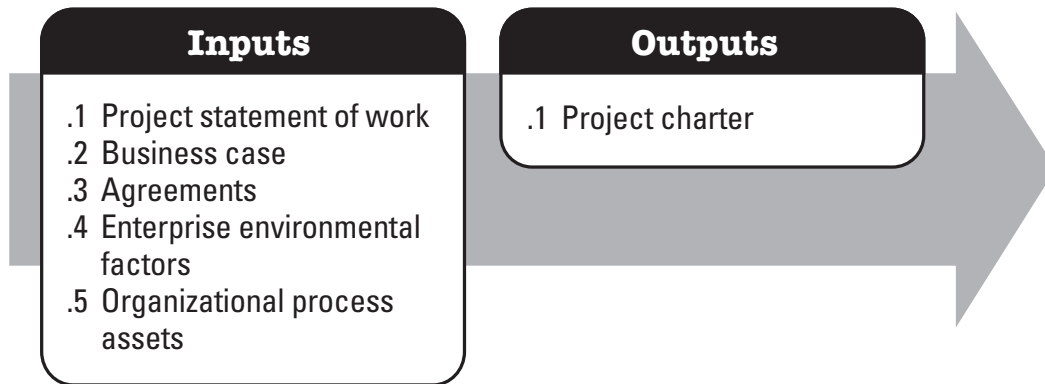 Inputs
.1 Project statement of work
.2 Business case
.3 Agreements
.4 Enterprise environmental
factors
.5 Organizational process
assets
Outputs
.1 Project charter